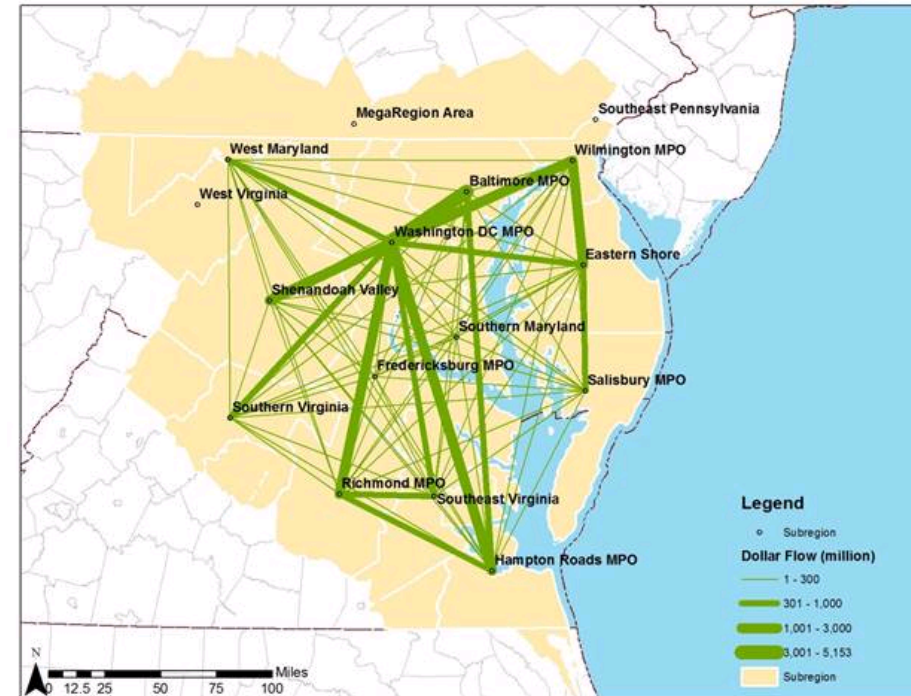 MegaRegion Area
Southeast Pennsylvania
West Maryland
Wilmington MPO
Baltimore MPO
West Virginia
Washington DC MPO
Eastern Shore
Shenandoah Valley
Southern Maryland
Fredericksburg MPO
Salisbury MPO
Southern Virginia
Richmond MPO
Southeast Virginia
Hampton Roads MPO
Legend
Subregion
Dollar Flow (million)
1 - 300
301 - 1,000
1,001 - 3,000
3,001 - 5,153
Subregion
N
Miles
0 12.5 25 50 75 100